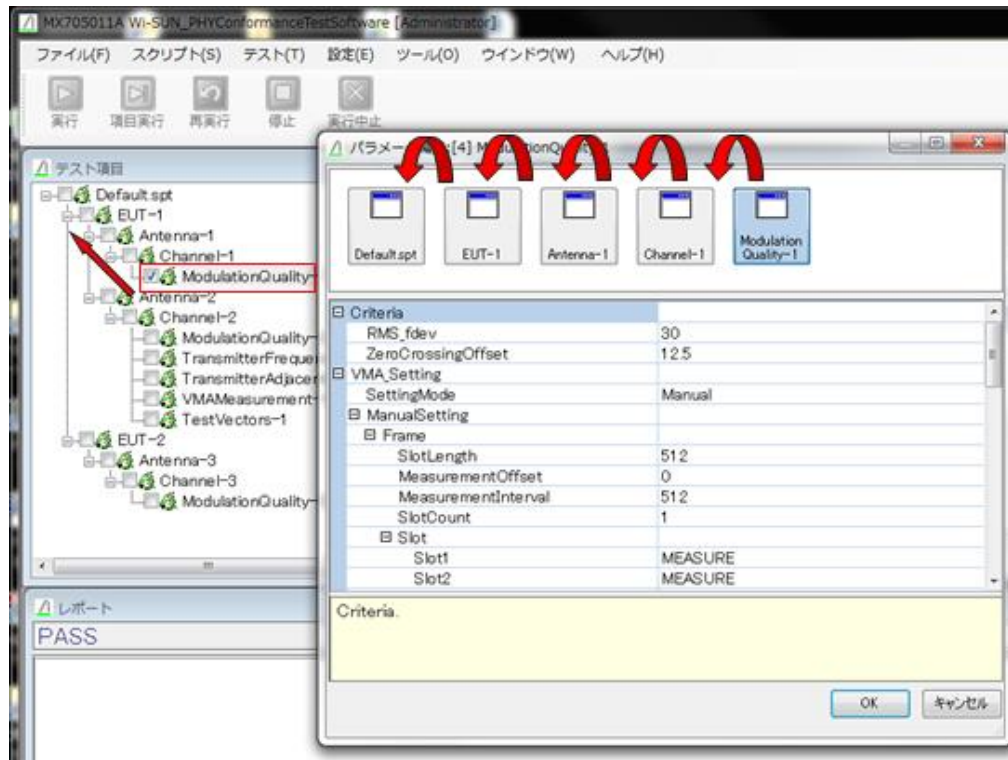 MX705011A Wi-SUN_PHYConformanceTestSoftware [Administrator]
ファイル(F) スクリプト(S) テスト(T) 設定(E) ツール(O) ウインドウ(W) ヘルプ(H)
実行 項目実行 再実行 停止 実行中止
テスト項目
Default.spt
EUT-1
Antenna-1
Channel-1
ModulationQuality-
Antenna-2
Channel-2
ModulationQuality-
TransmitterFreque
TransmitterAdjacer
VMAMeasurement-
TestVectors-1
EUT-2
Antenna-3
Channel-3
ModulationQuality-
レポート
PASS
:[4]
Default.spt EUT-1 Antenna-1 Channel-1 Modulation
Quality-1
Criteria
RMS_fdev 30
ZeroCrossingOffset 12.5
VMA_Setting
SettingMode Manual
ManualSetting
Frame
SlotLength 512
MeasurementOffset 0
MeasurementInterval 512
SlotCount 1
Slot
Slot1 MEASURE
Slot2 MEASURE
Criteria.
OK キャンセル